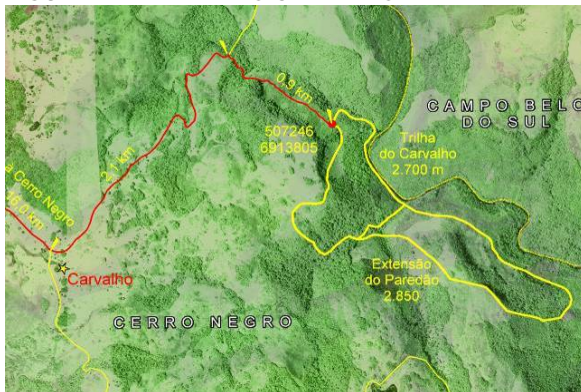 0.9 km
CAMPO BELO
DO SUL
507246
6913805
Trilha
do Carvalho
2.700 m
2.1 km
a Cerro Negro
16.0 km
Carvalho
Extensão
do Paredão
2.850
CERRO NEGRO